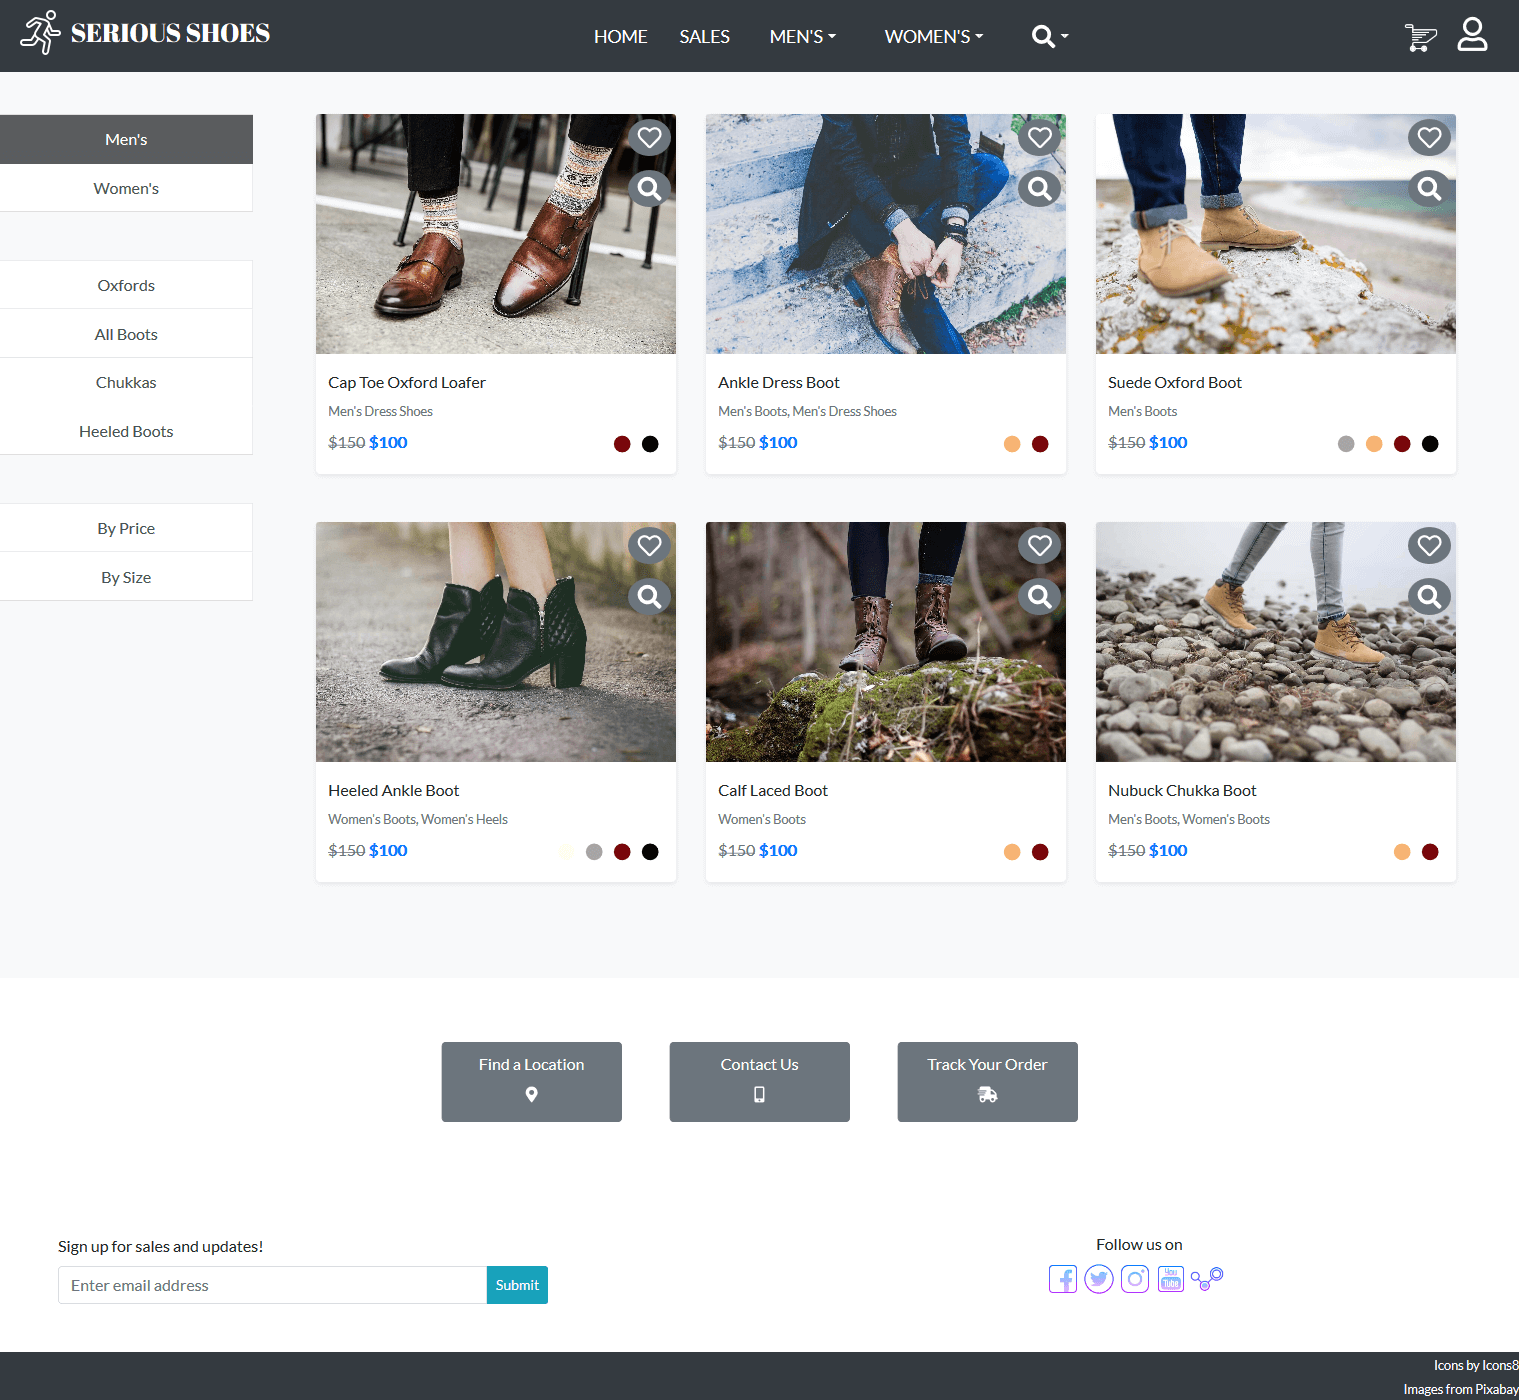 SERIOUS SHOES
HOME SALES MEN'S WOMEN'S
Men's
Women's
Oxfords
All Boots
Chukkas
Heeled Boots
By Price
By Size
Cap Toe Oxford Loafer
Men's Dress Shoes
$150 $100
Ankle Dress Boot
Men's Boots, Men's Dress Shoes
$150 $100
Suede Oxford Boot
Men's Boots
$150 $100
Heeled Ankle Boot
Women's Boots, Women's Heels
$150 $100
Calf Laced Boot
Women's Boots
$150 $100
Nubuck Chukka Boot
Men's Boots, Women's Boots
$150 $100
Find a Location
Contact Us
Track Your Order
Sign up for sales and updates!
Enter email address
Submit
Follow us on
You
Tube
Icons by Icons8
Images from Pixabay